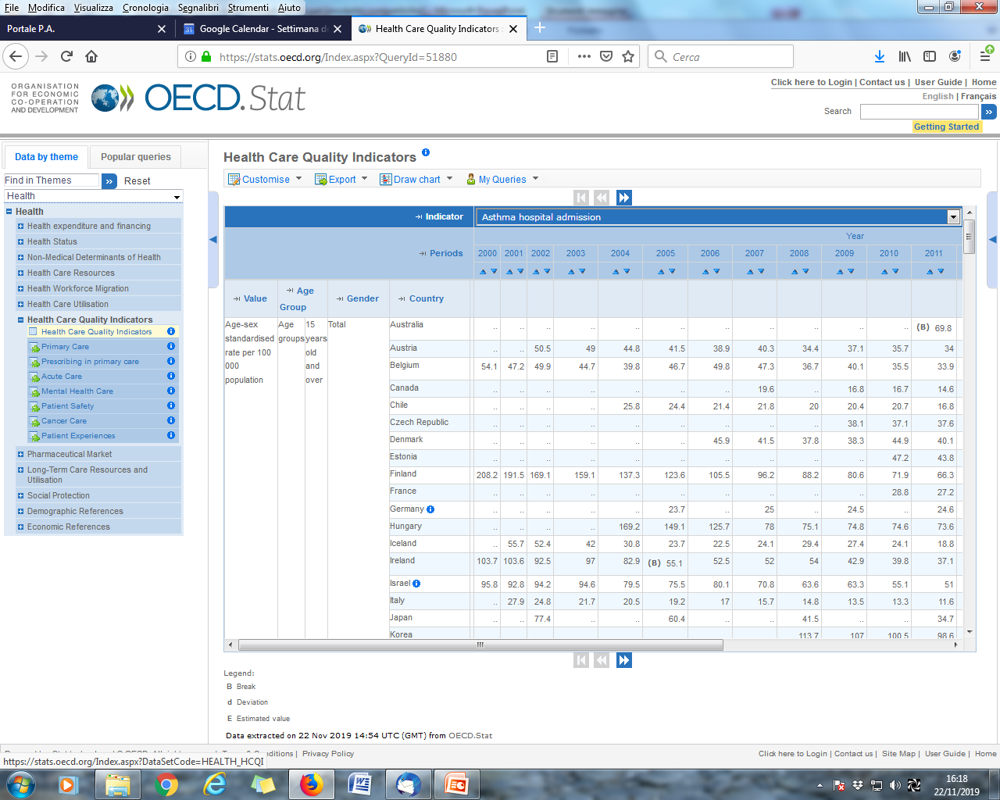 File Modifica Visualizza Cronologia Segnalibri Strumenti Aiuto
Portale P.A.
Google Calendar - Settimana d
Health Care Quality Indicators :
https://stats.oecd.org/Index.aspx?QueryId=51880
Cerca
ORGANISATION
FOR ECONOMIC
CO-OPERATION
AND DEVELOPMENT
OECD.Stat
Click here to Login | Contact us | User Guide | Home
English | Français
Search
Getting Started
Data by theme
Popular queries
Find in Themes
Reset
Health
Health
Health expenditure and financing
Health Status
Non-Medical Determinants of Health
Health Care Resources
Health Workforce Migration
Health Care Utilisation
Health Care Quality Indicators
Health Care Quality Indicators
Primary Care
Prescribing in primary care
Acute Care
Mental Health Care
Patient Safety
Cancer Care
Patient Experiences
Pharmaceutical Market
Long-Term Care Resources and
Utilisation
Social Protection
Demographic References
Economic References
Health Care Quality Indicators
Customise Export Draw chart My Queries
Indicator Asthma hospital admission
Year
Periods 2000 2001 2002 2003 2004 2005 2006 2007 2008 2009 2010 2011
Value Age Group Gender Country
Age-sex standardised rate per 100 000 population
Age groups
15 years old and over
Total
Australia .. .. .. .. .. .. .. .. .. .. .. (B) 69.8
Austria .. .. 50.5 49 44.8 41.5 38.9 40.3 34.4 37.1 35.7 34
Belgium 54.1 47.2 49.9 44.7 39.8 46.7 49.8 47.3 36.7 40.1 35.5 33.9
Canada .. .. .. .. .. .. .. 19.6 .. 16.8 16.7 14.6
Chile .. .. .. .. 25.8 24.4 21.4 21.8 20 20.4 20.7 16.8
Czech Republic .. .. .. .. .. .. .. .. .. 38.1 37.1 37.6
Denmark .. .. .. .. .. .. 45.9 41.5 37.8 38.3 44.9 40.1
Estonia .. .. .. .. .. .. .. .. .. .. 47.2 43.8
Finland 208.2 191.5 169.1 159.1 137.3 123.6 105.5 96.2 88.2 80.6 71.9 66.3
France .. .. .. .. .. .. .. .. .. .. 28.8 27.2
Germany .. .. .. .. .. 23.7 .. 25 .. 24.5 .. 24.6
Hungary .. .. .. .. 169.2 149.1 125.7 78 75.1 74.8 74.6 73.6
Iceland .. 55.7 52.4 42 30.8 23.7 22.5 24.1 29.4 27.4 24.1 18.8
Ireland 103.7 103.6 92.5 97 82.9 (B) 55.1 52.5 52 54 42.9 39.8 37.1
Israel 95.8 92.8 94.2 94.6 79.5 75.5 80.1 70.8 63.6 63.3 55.1 51
Italy .. 27.9 24.8 21.7 20.5 19.2 17 15.7 14.8 13.5 13.3 11.6
Japan .. .. 77.4 .. .. 60.4 .. .. 41.5 .. .. 34.7
Korea .. .. .. .. .. .. .. .. 113.7 107 100.5 98.6
Legend:
B Break
d Deviation
E Estimated value
Data extracted on 22 Nov 2019 14:54 UTC (GMT) from OECD.Stat
Conditions | Privacy Policy
Click here to Login | Contact us | Site Map | User Guide | Home
https://stats.oecd.org/Index.aspx?DataSetCode=HEALTH_HCQI
16:18
22/11/2019